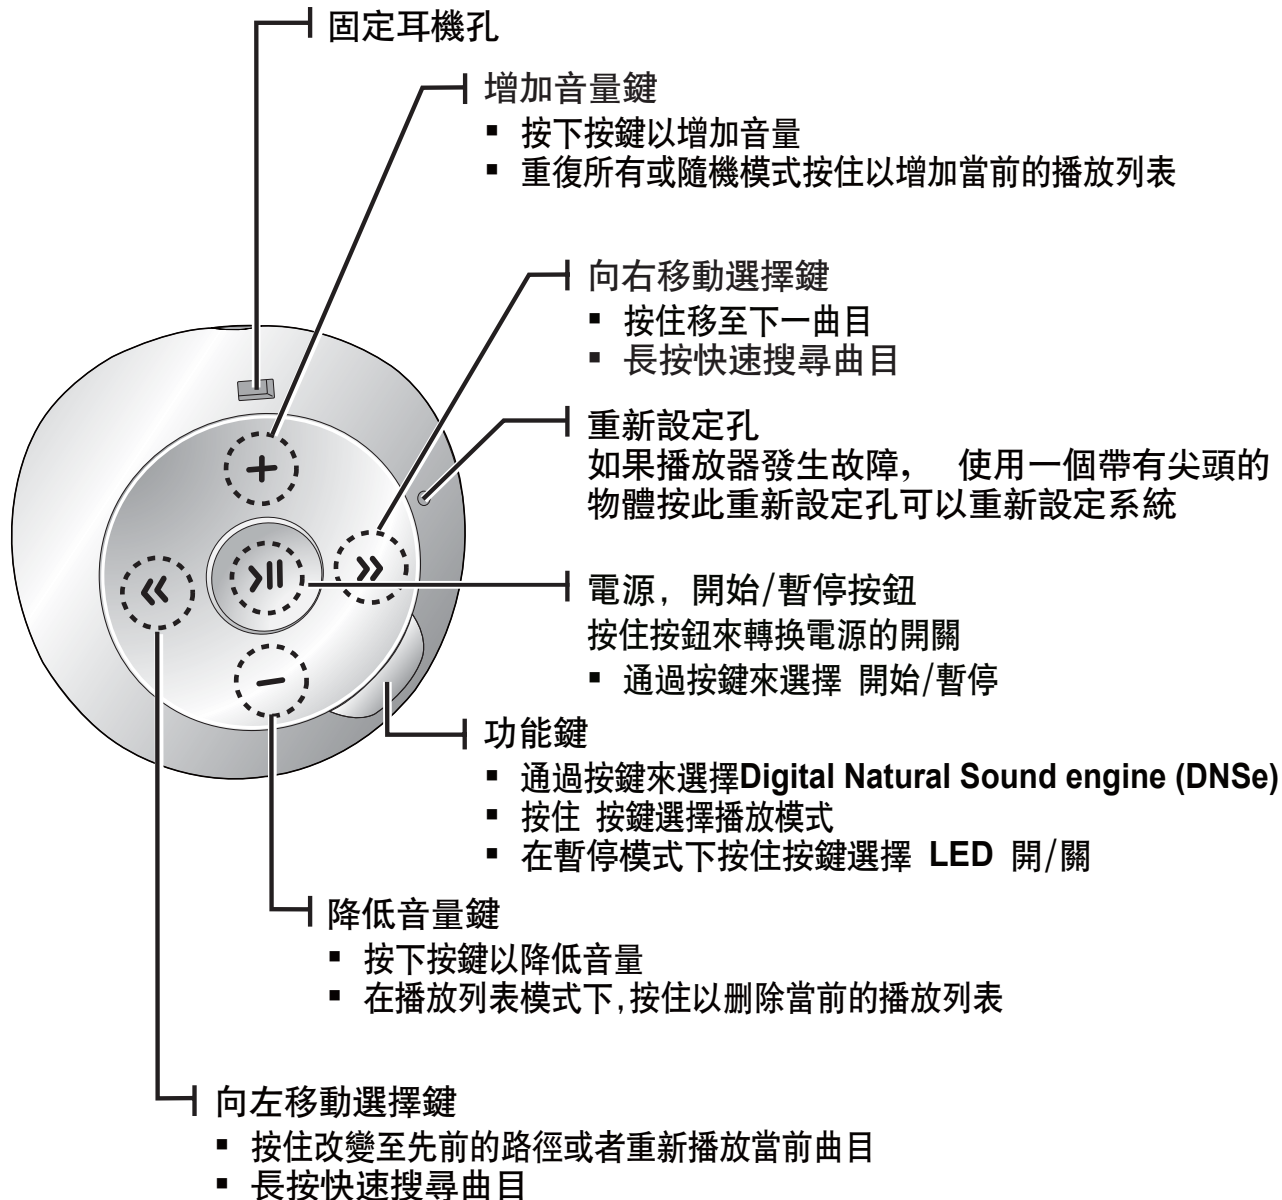 固定耳機孔
增加音量鍵
▪ 按下按鍵以增加音量
▪ 重復所有或隨機模式按住以增加當前的播放列表
向右移動選擇鍵
▪ 按住移至下一曲目
▪ 長按快速搜尋曲目
重新設定孔
如果播放器發生故障， 使用一個帶有尖頭的
物體按此重新設定孔可以重新設定系統
電源，開始/暫停按鈕
按住按鈕來轉換電源的開關
▪ 通過按鍵來選擇 開始/暫停
功能鍵
▪ 通過按鍵來選擇Digital Natural Sound engine (DNSe)
▪ 按住 按鍵選擇播放模式
▪ 在暫停模式下按住按鍵選擇 LED 開/關
降低音量鍵
▪ 按下按鍵以降低音量
▪ 在播放列表模式下,按住以刪除當前的播放列表
向左移動選擇鍵
▪ 按住改變至先前的路徑或者重新播放當前曲目
▪ 長按快速搜尋曲目